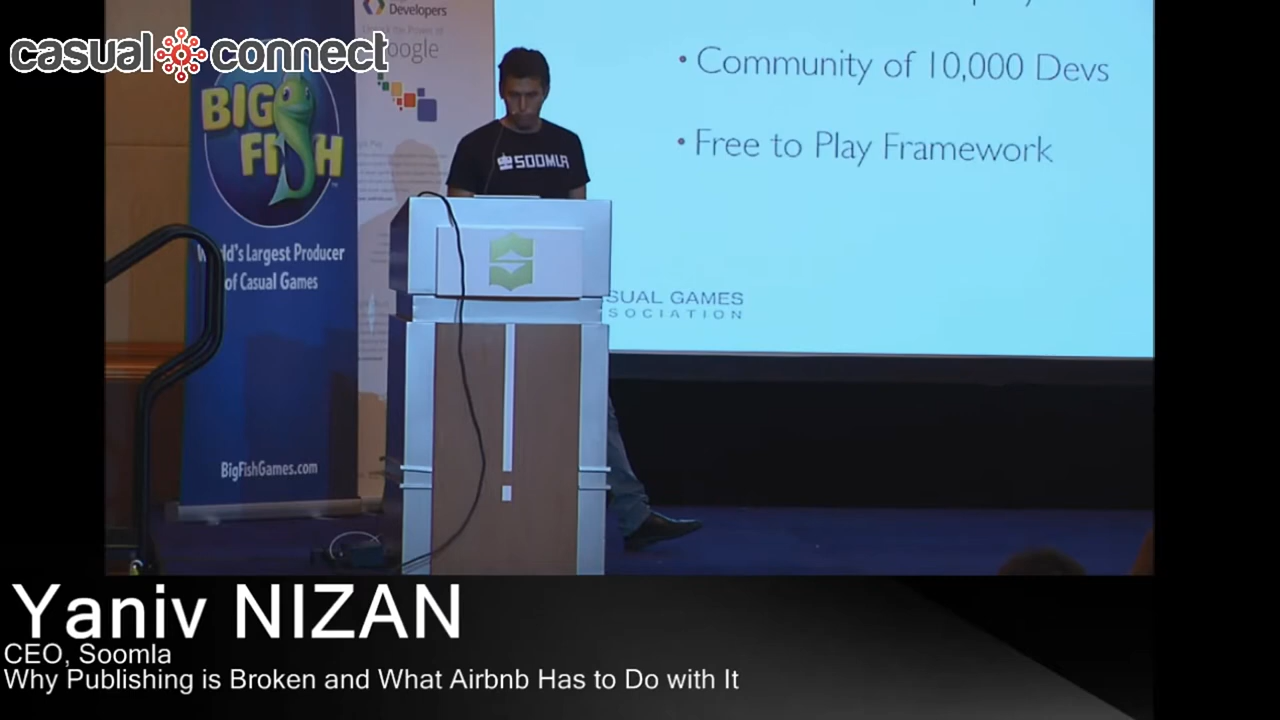 casual connect
Developers
Google
BIG
FISH
World's Largest Producer
of Casual Games
BigFishGames.com
SOOMLA
• Community of 10,000 Devs
• Free to Play Framework
SUAL GAMES
SOCIATION
Yaniv NIZAN
CEO, Soomla
Why Publishing is Broken and What Airbnb Has to Do with It